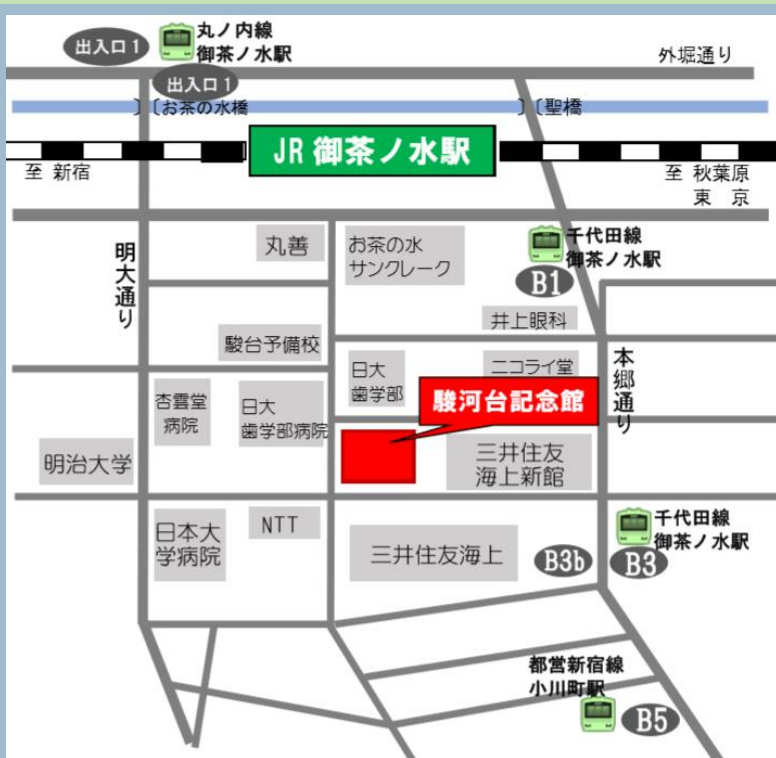 出入口1
丸ノ内線
御茶ノ水駅
外堀通り
出入口1
お茶の水橋
聖橋
JR 御茶ノ水駅
至 新宿
至 秋葉原
東 京
明大通り
丸善
お茶の水
サンクレーク
千代田線
御茶ノ水駅
B1
井上眼科
駿台予備校
日大
歯学部
ニコライ堂
本郷通り
駿河台記念館
杏雲堂
病院
日大
歯学部病院
明治大学
三井住友
海上新館
日本大
学病院
NTT
三井住友海上
B3b
千代田線
御茶ノ水駅
B3
都営新宿線
小川町駅
B5